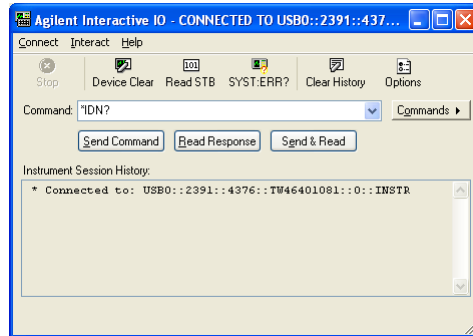 Agilent Interactive IO - CONNECTED TO USB0::2391::437...
Connect Interact Help
Stop Device Clear Read STB SYST:ERR? Clear History Options
Command: *IDN? Commands
Send Command Read Response Send & Read
Instrument Session History:
* Connected to: USB0::2391::4376::TW46401081::0::INSTR